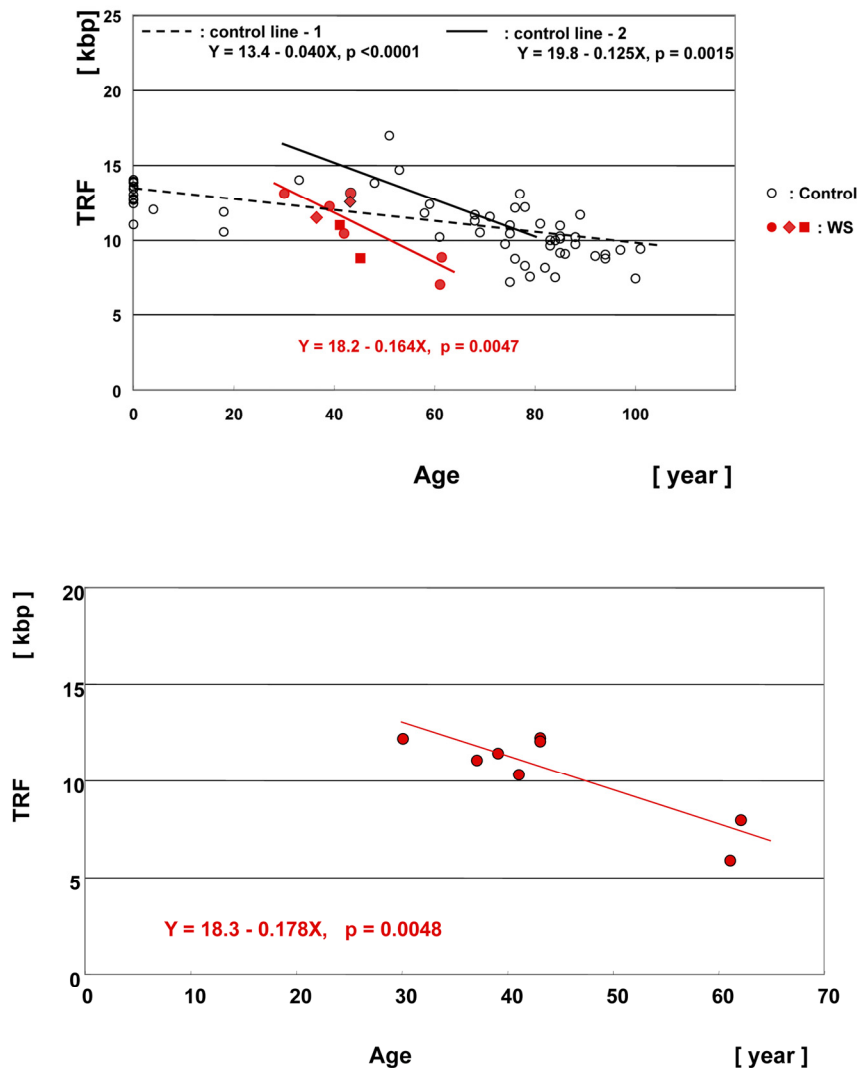 25
[ kbp]
: control line - 1
: control line - 2
Y = 13.4 - 0.040X, p <0.0001
Y = 19.8 - 0.125X, p = 0.0015
20
15
TRF
: Control
: WS
10
5
Y = 18.2 - 0.164X, p = 0.0047
0
0 20 40 60 80 100
Age [ year ]
20
[ kbp ]
15
TRF
10
5
Y = 18.3 - 0.178X, p = 0.0048
0
0 20 30 40 60 70
Age [ year ]